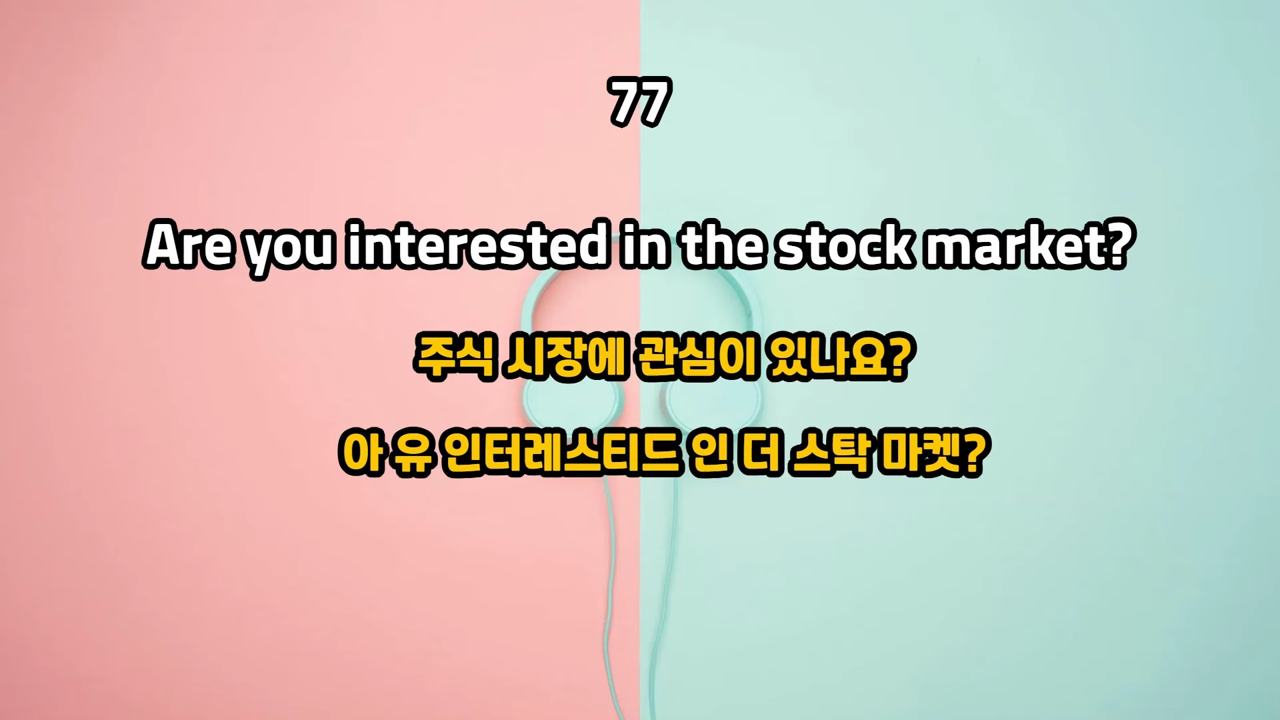 77
Are you interested in the stock market?
주식 시장에 관심이 있나요?
아 유 인터레스티드 인 더 스탁 마켓?